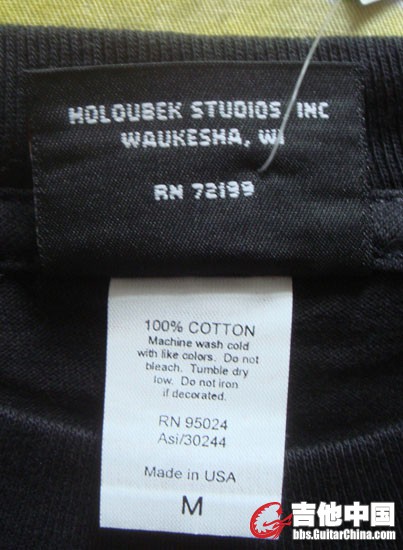 HOLOUBEK STUDIOS, INC
WAUKESHA, WI
RN 72199
100% COTTON
Machine wash cold
with like colors. Do not
bleach. Tumble dry
low. Do not iron
if decorated.
RN 95024
Asi/30244
Made in USA
M
吉他中国
bbs.GuitarChina.com